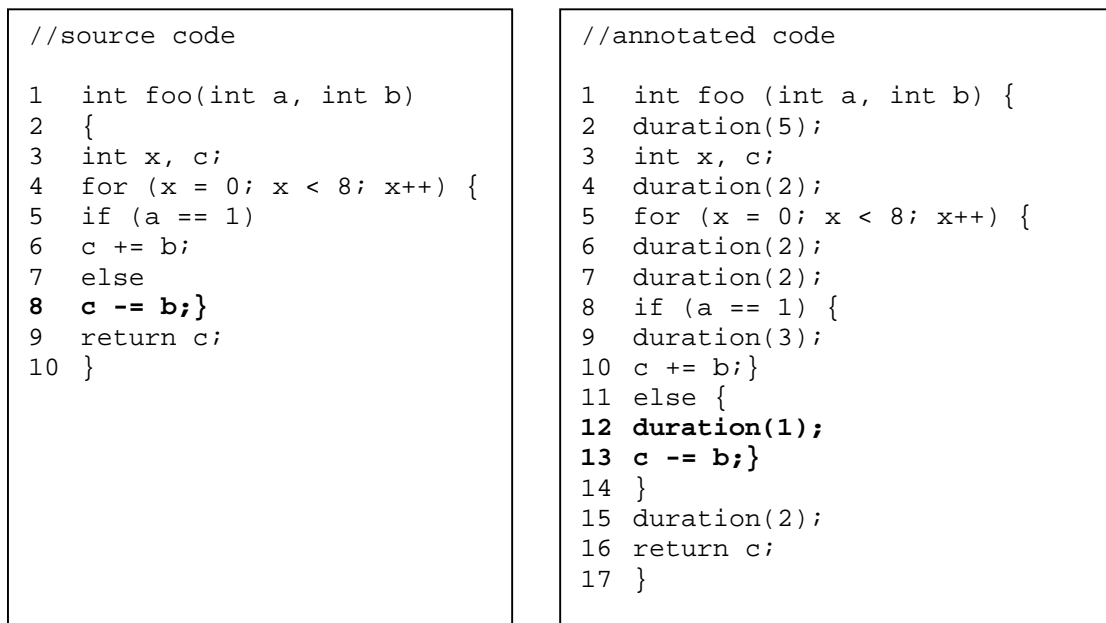 //source code
1 int foo(int a, int b)
2 {
3 int x, c;
4 for (x = 0; x < 8; x++) {
5 if (a == 1)
6 c += b;
7 else
8 c -= b;}
9 return c;
10 }
//annotated code
1 int foo (int a, int b) {
2 duration(5);
3 int x, c;
4 duration(2);
5 for (x = 0; x < 8; x++) {
6 duration(2);
7 duration(2);
8 if (a == 1) {
9 duration(3);
10 c += b;}
11 else {
12 duration(1);
13 c -= b;}
14 }
15 duration(2);
16 return c;
17 }